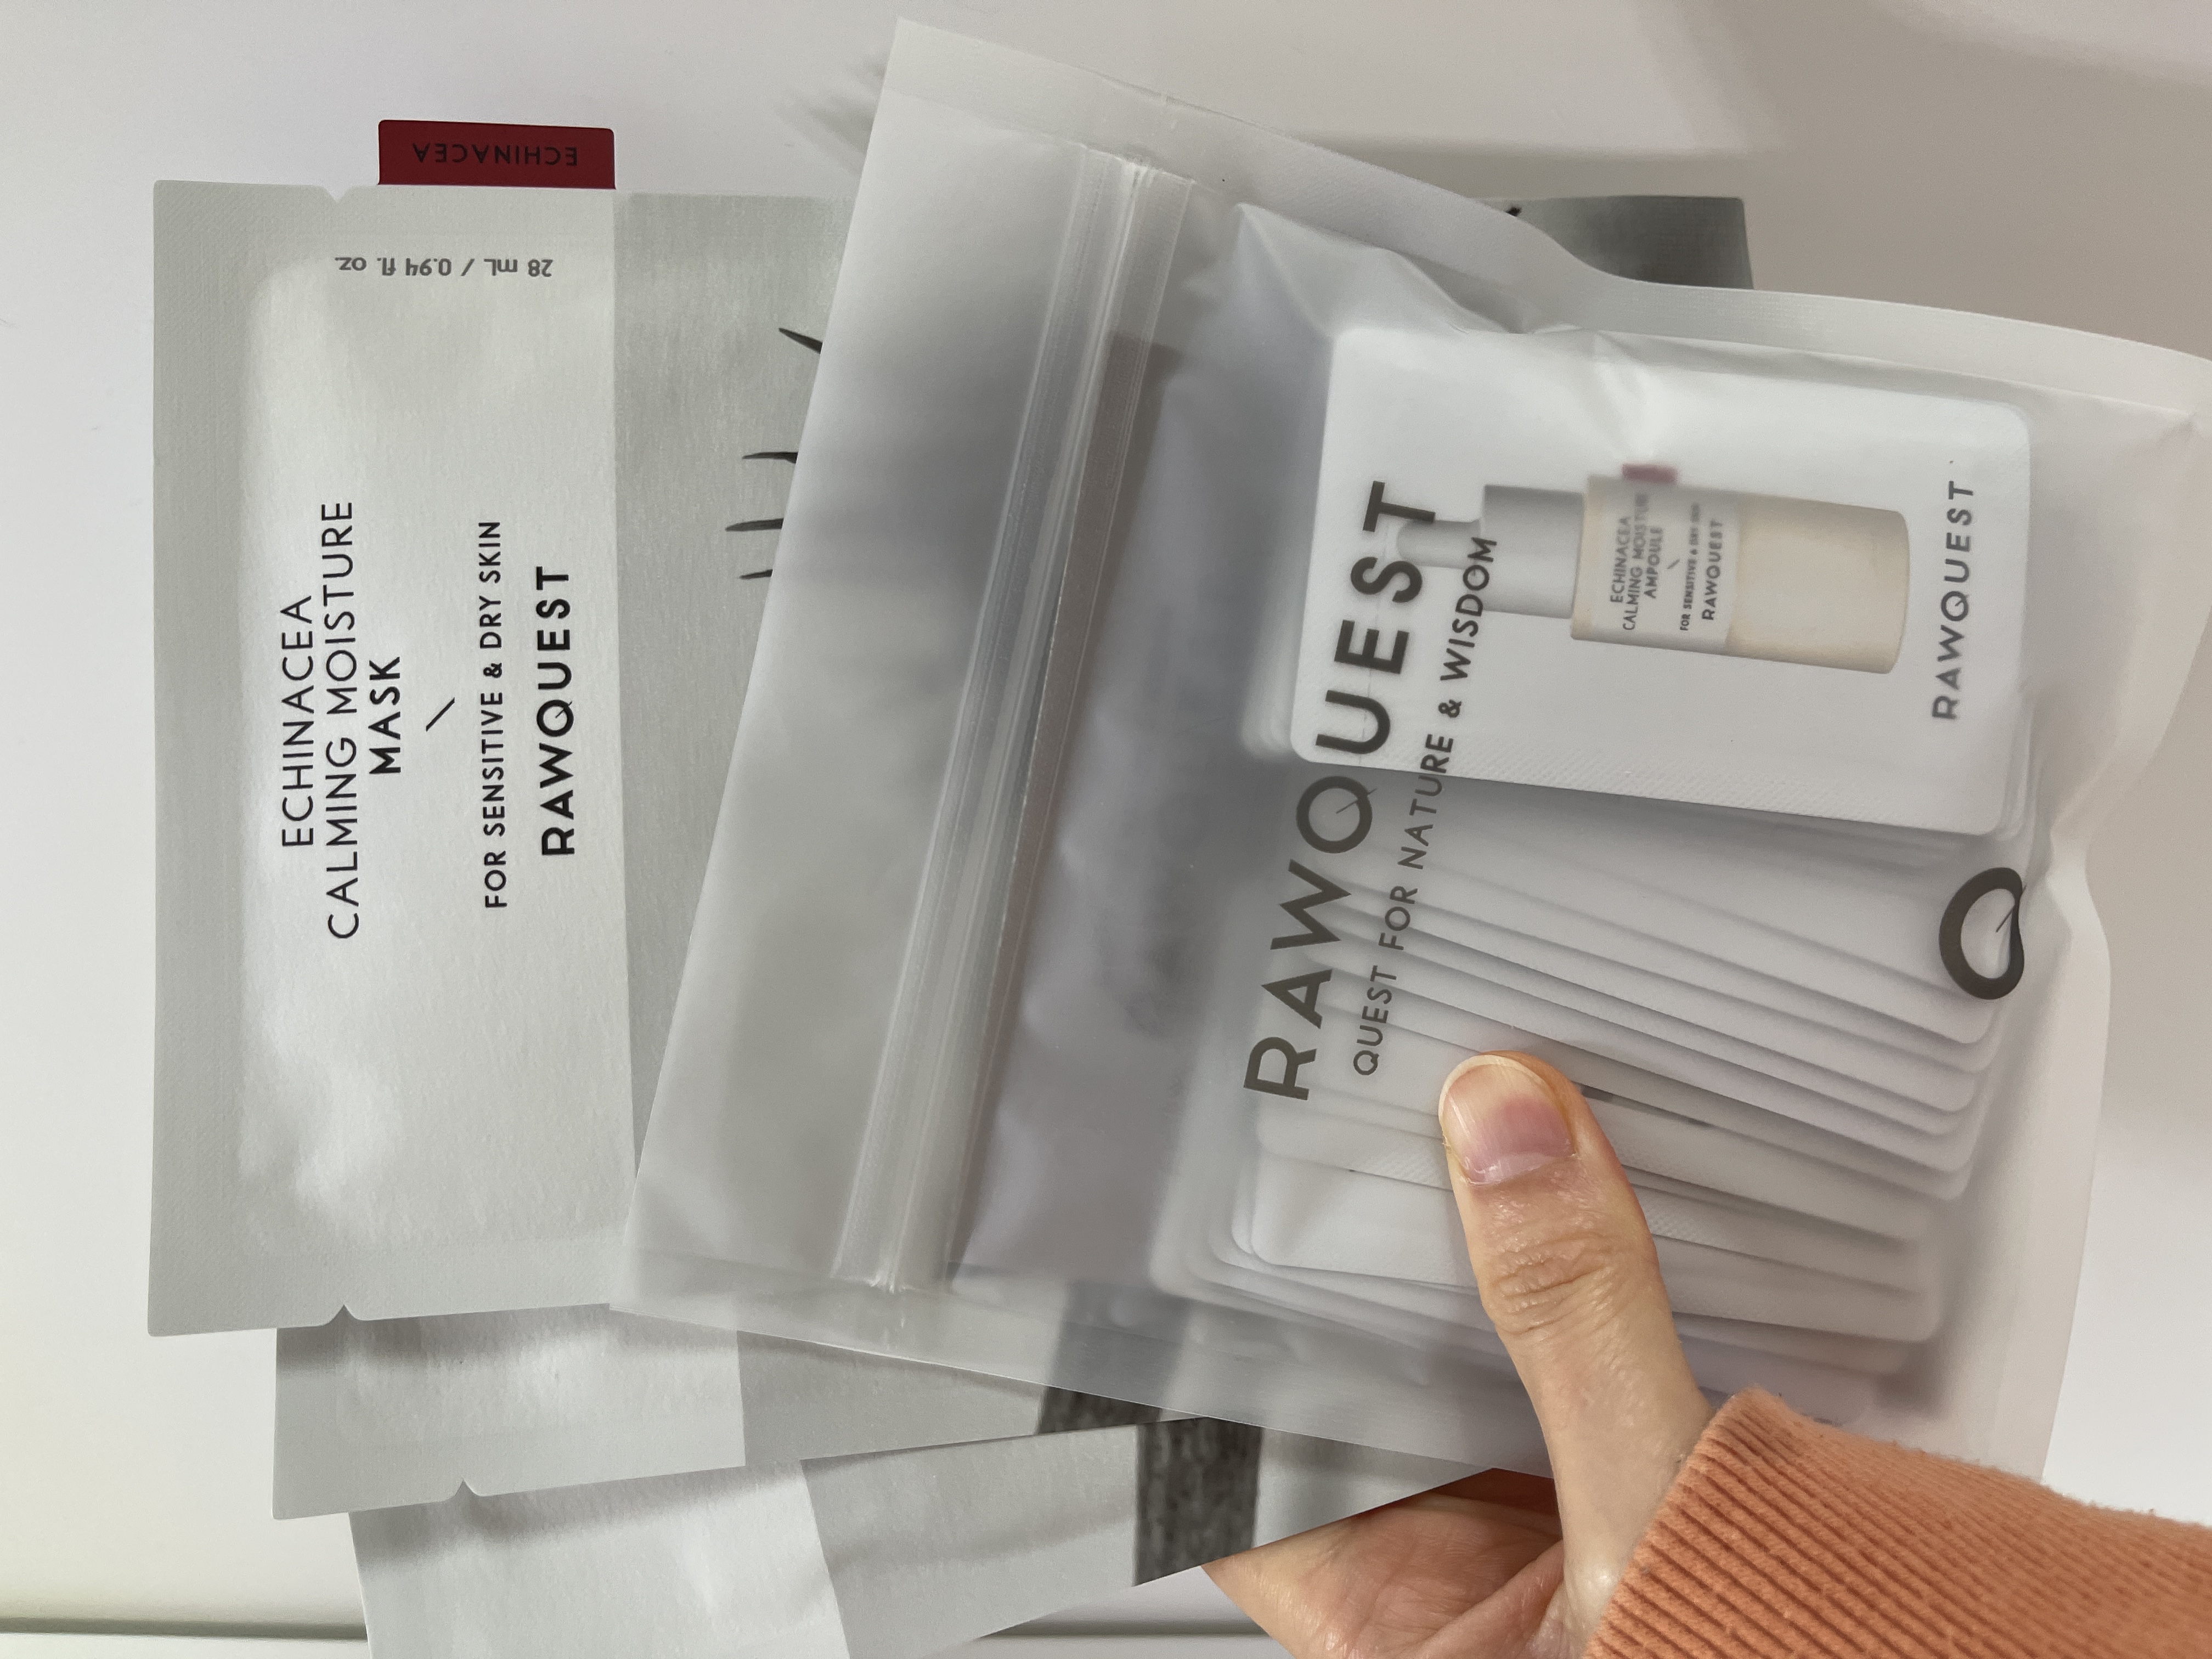 ECHINACEA
28 mL / 0.94 fl. oz.
ECHINACEA
CALMING MOISTURE
MASK
FOR SENSITIVE & DRY SKIN
RAWQUEST
RAWQUEST
QUEST FOR NATURE & WISDOM
ECHINACEA
CALMING MOISTURE
AMPOULE
FOR SENSITIVE & DRY SKIN
RAWQUEST
RAWQUEST